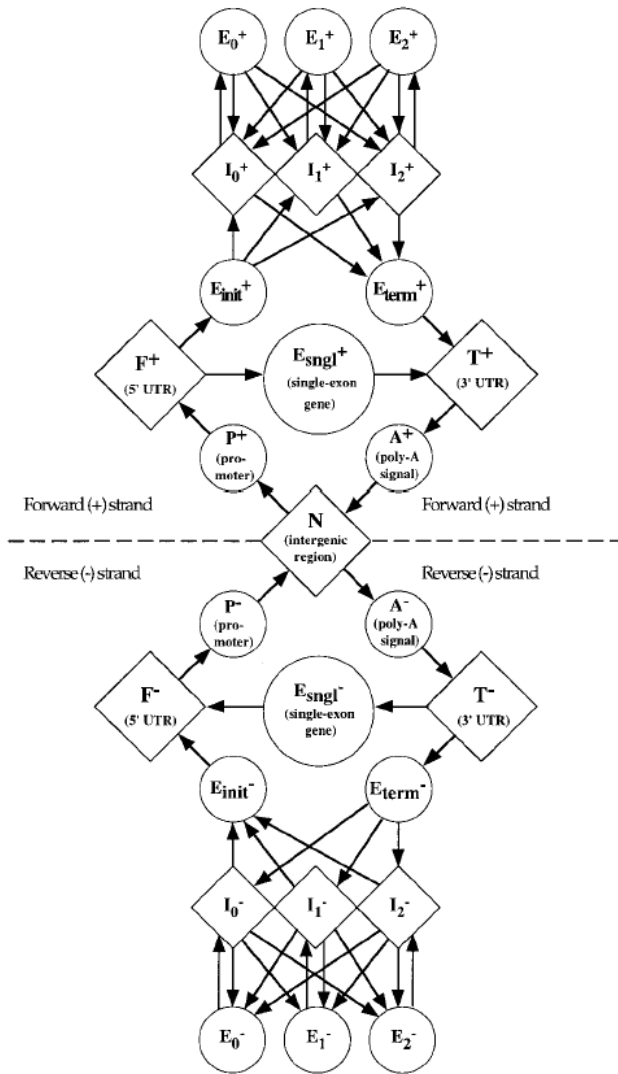 E0+ E1+ E2+
I0+ I1+ I2+
Einit+ Eterm+
F+ (5' UTR)
Esngl+ (single-exon gene)
T+ (3' UTR)
P+ (pro-moter)
A+ (poly-A signal)
Forward (+) strand
Forward (+) strand
N (intergenic region)
Reverse (-) strand
Reverse (-) strand
P- (pro-moter)
A- (poly-A signal)
F- (5' UTR)
Esngl- (single-exon gene)
T- (3' UTR)
Einit- Eterm-
I0- I1- I2-
E0- E1- E2-